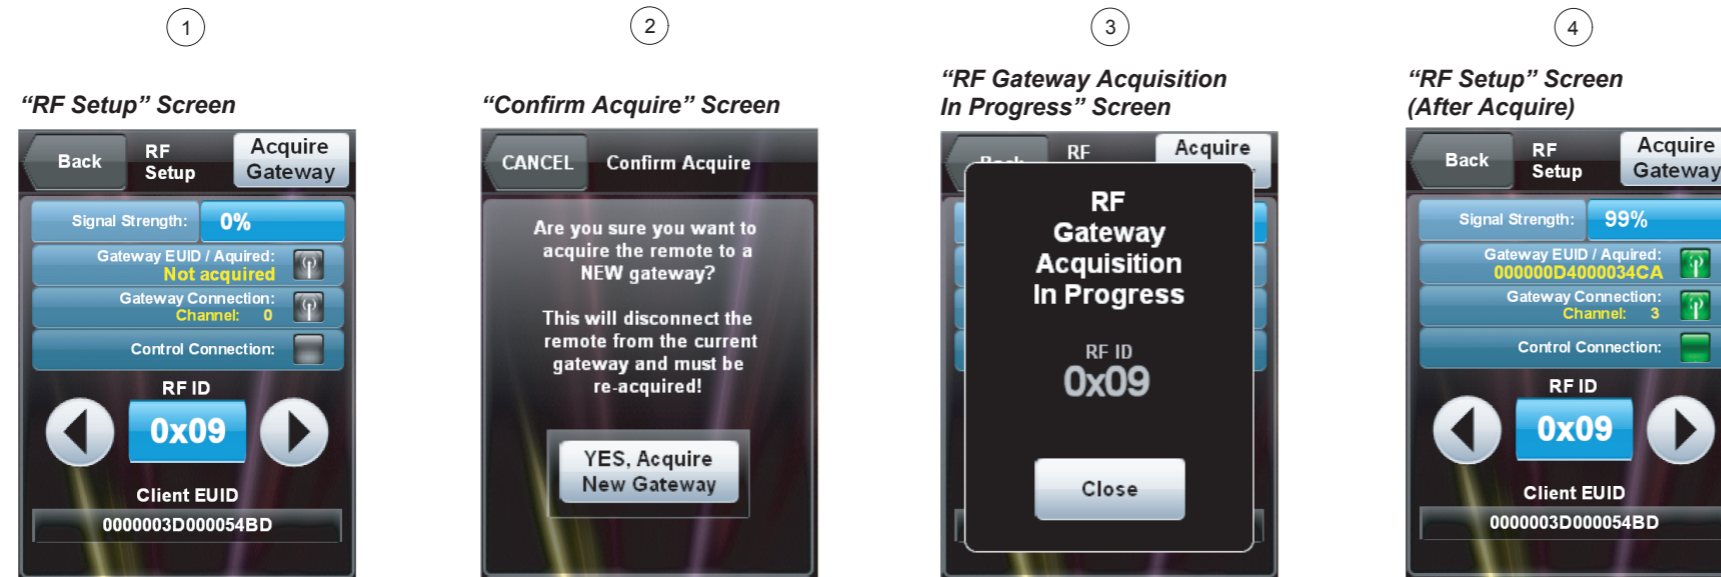 1
“RF Setup” Screen
Back
RF
Setup
Acquire
Gateway
Signal Strength: 0%
Gateway EUID / Aquired:
Not acquired
Gateway Connection:
Channel: 0
Control Connection:
RF ID
0x09
Client EUID
0000003D000054BD
2
“Confirm Acquire” Screen
CANCEL Confirm Acquire
Are you sure you want to
acquire the remote to a
NEW gateway?
This will disconnect the
remote from the current
gateway and must be
re-acquired!
YES, Acquire
New Gateway
3
“RF Gateway Acquisition
In Progress” Screen
Back
RF
Acquire
RF
Gateway
Acquisition
In Progress
RF ID
0x09
Close
4
“RF Setup” Screen
(After Acquire)
Back
RF
Setup
Acquire
Gateway
Signal Strength: 99%
Gateway EUID / Aquired:
000000D4000034CA
Gateway Connection:
Channel: 3
Control Connection:
RF ID
0x09
Client EUID
0000003D000054BD